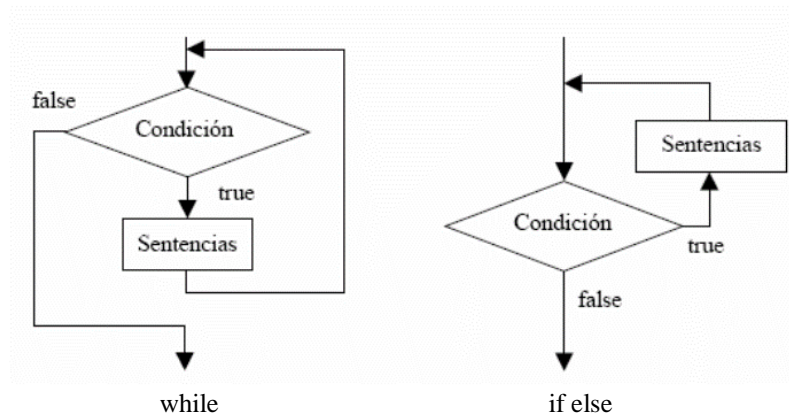 false
Condición
true
Sentencias
while
Sentencias
Condición
true
false
if else